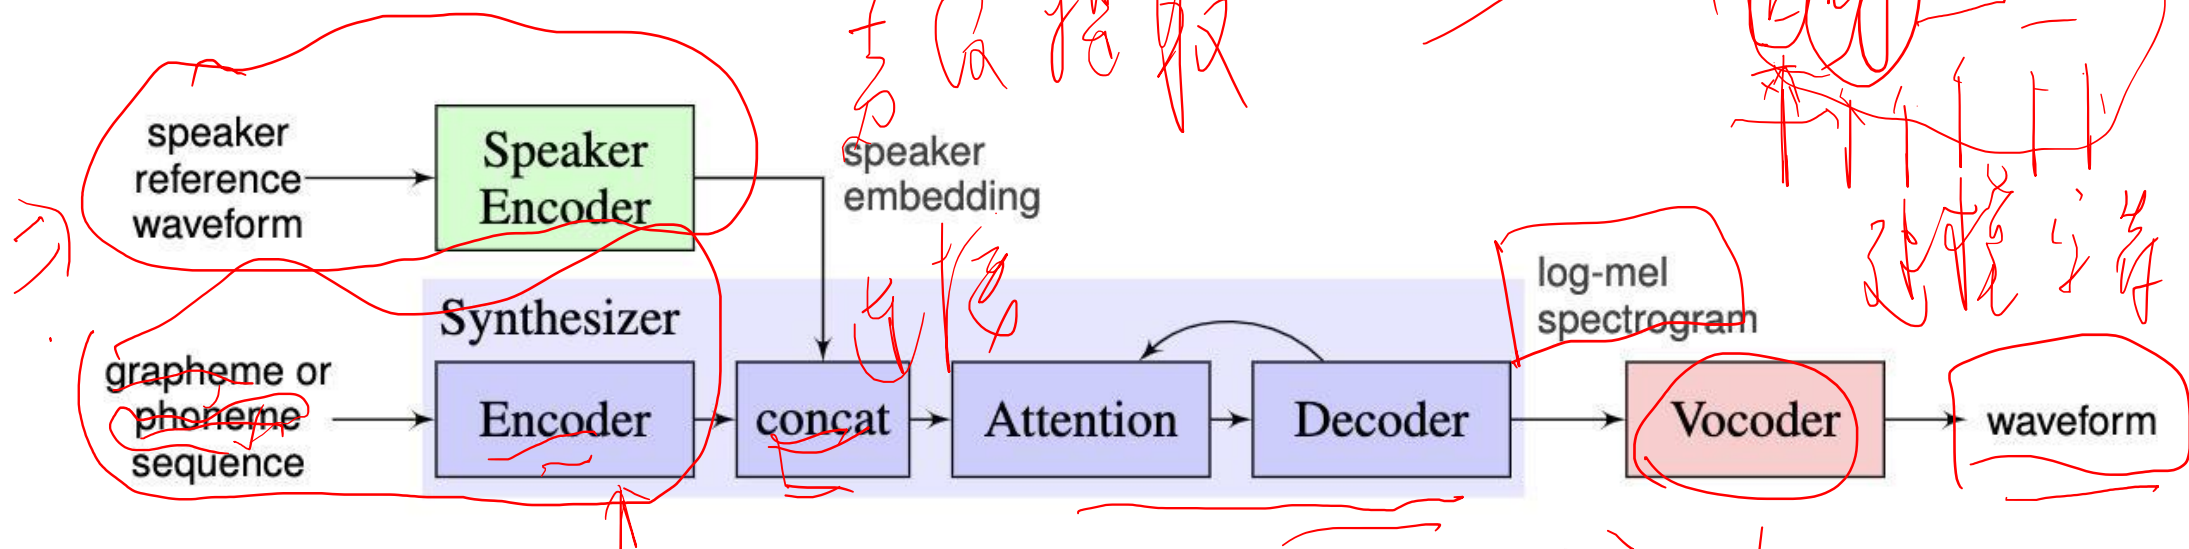 speaker
reference
waveform
Speaker
Encoder
speaker
embedding
Synthesizer
grapheme or
phoneme
sequence
Encoder
concat
Attention
Decoder
log-mel
spectrogram
Vocoder
waveform